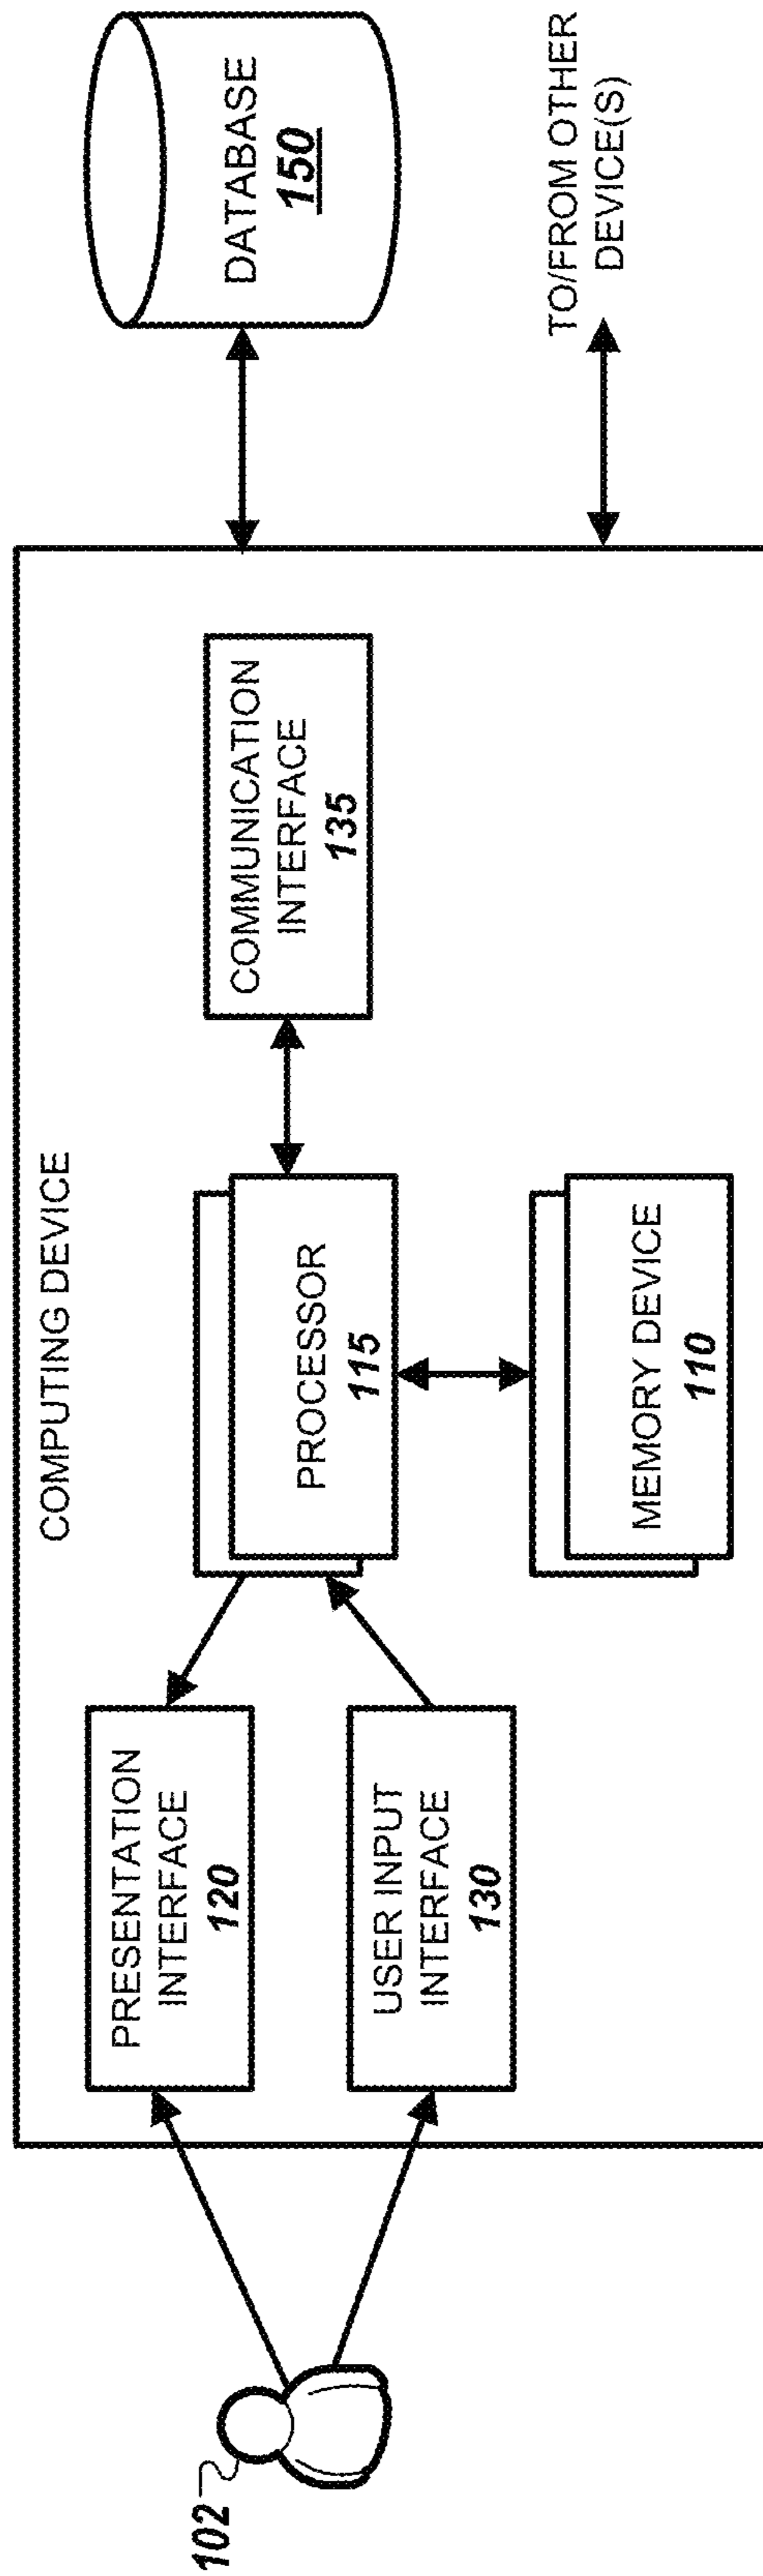 COMPUTING DEVICE
102
PRESENTATION
INTERFACE
120
USER INPUT
INTERFACE
130
PROCESSOR
115
MEMORY DEVICE
110
COMMUNICATION
INTERFACE
135
DATABASE
150
TO/FROM OTHER
DEVICE(S)